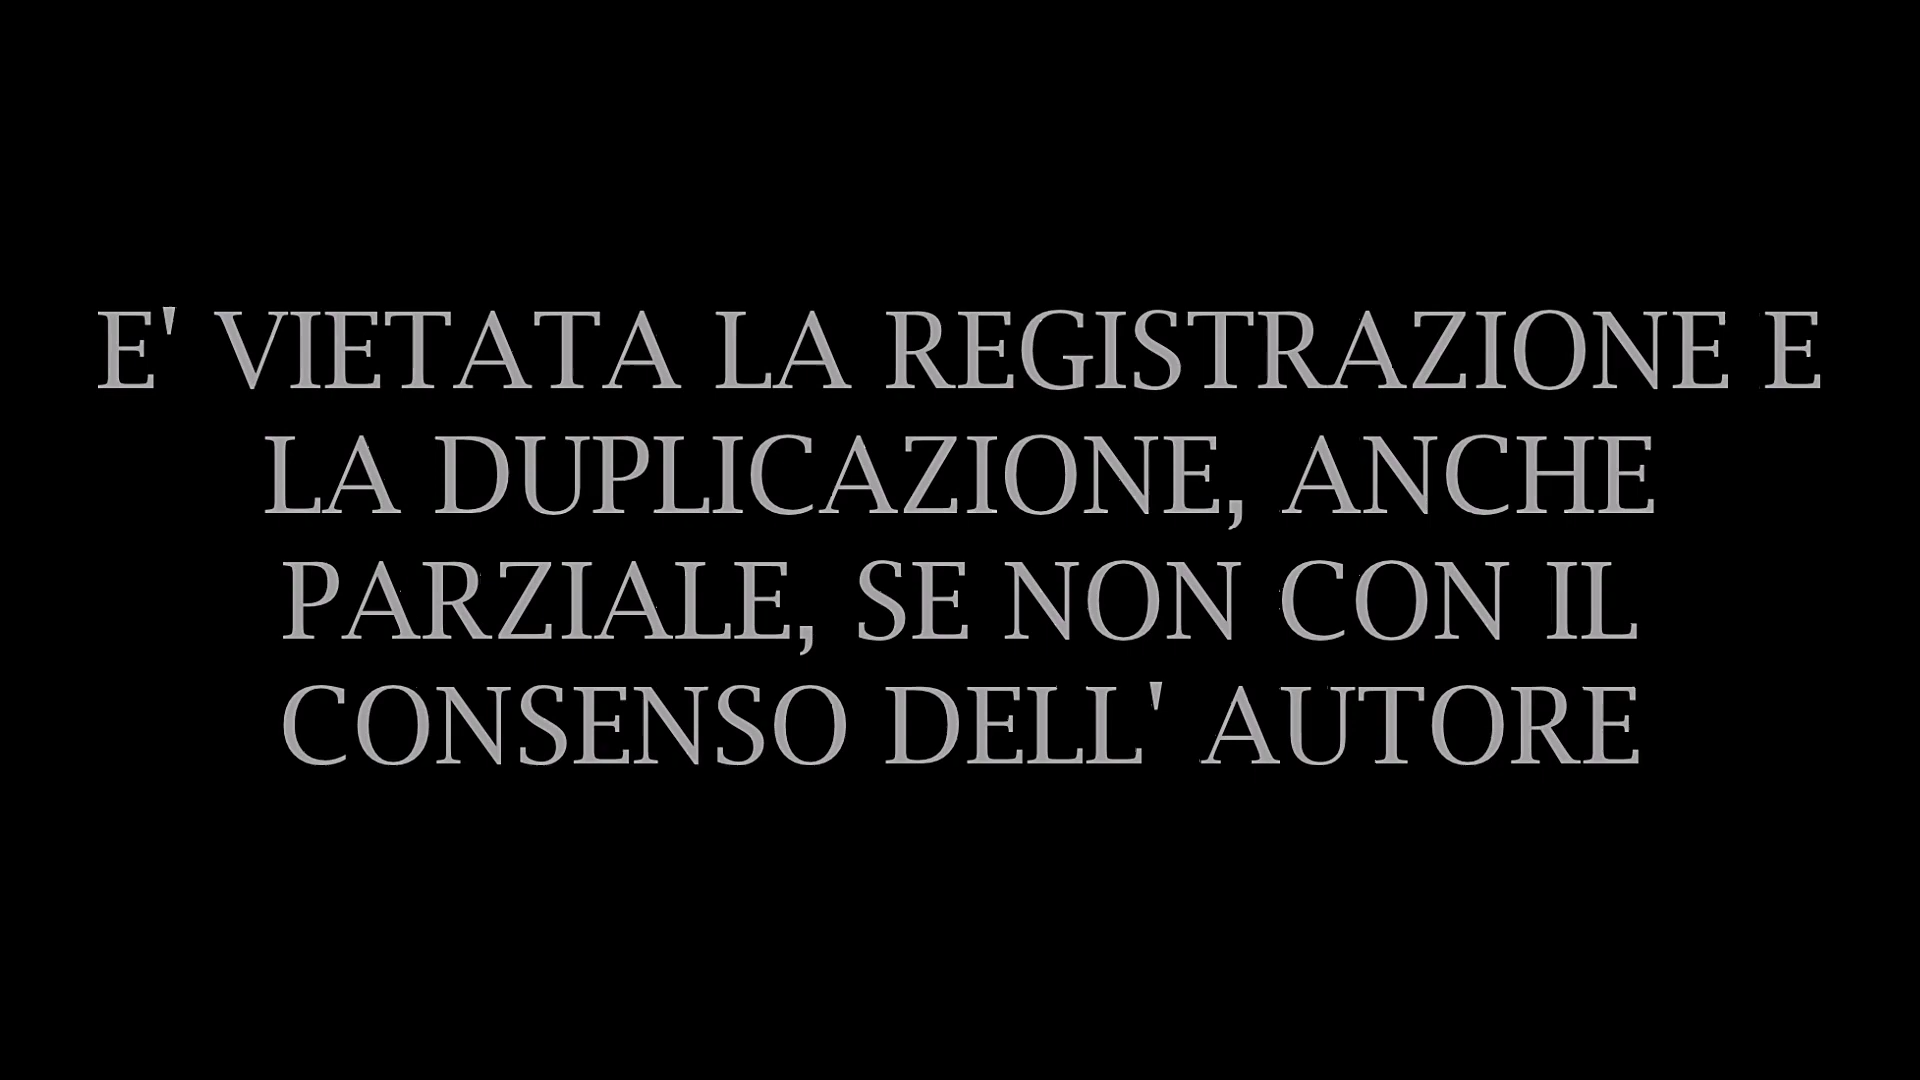 E' VIETATA LA REGISTRAZIONE E
LA DUPLICAZIONE, ANCHE
PARZIALE, SE NON CON IL
CONSENSO DELL' AUTORE